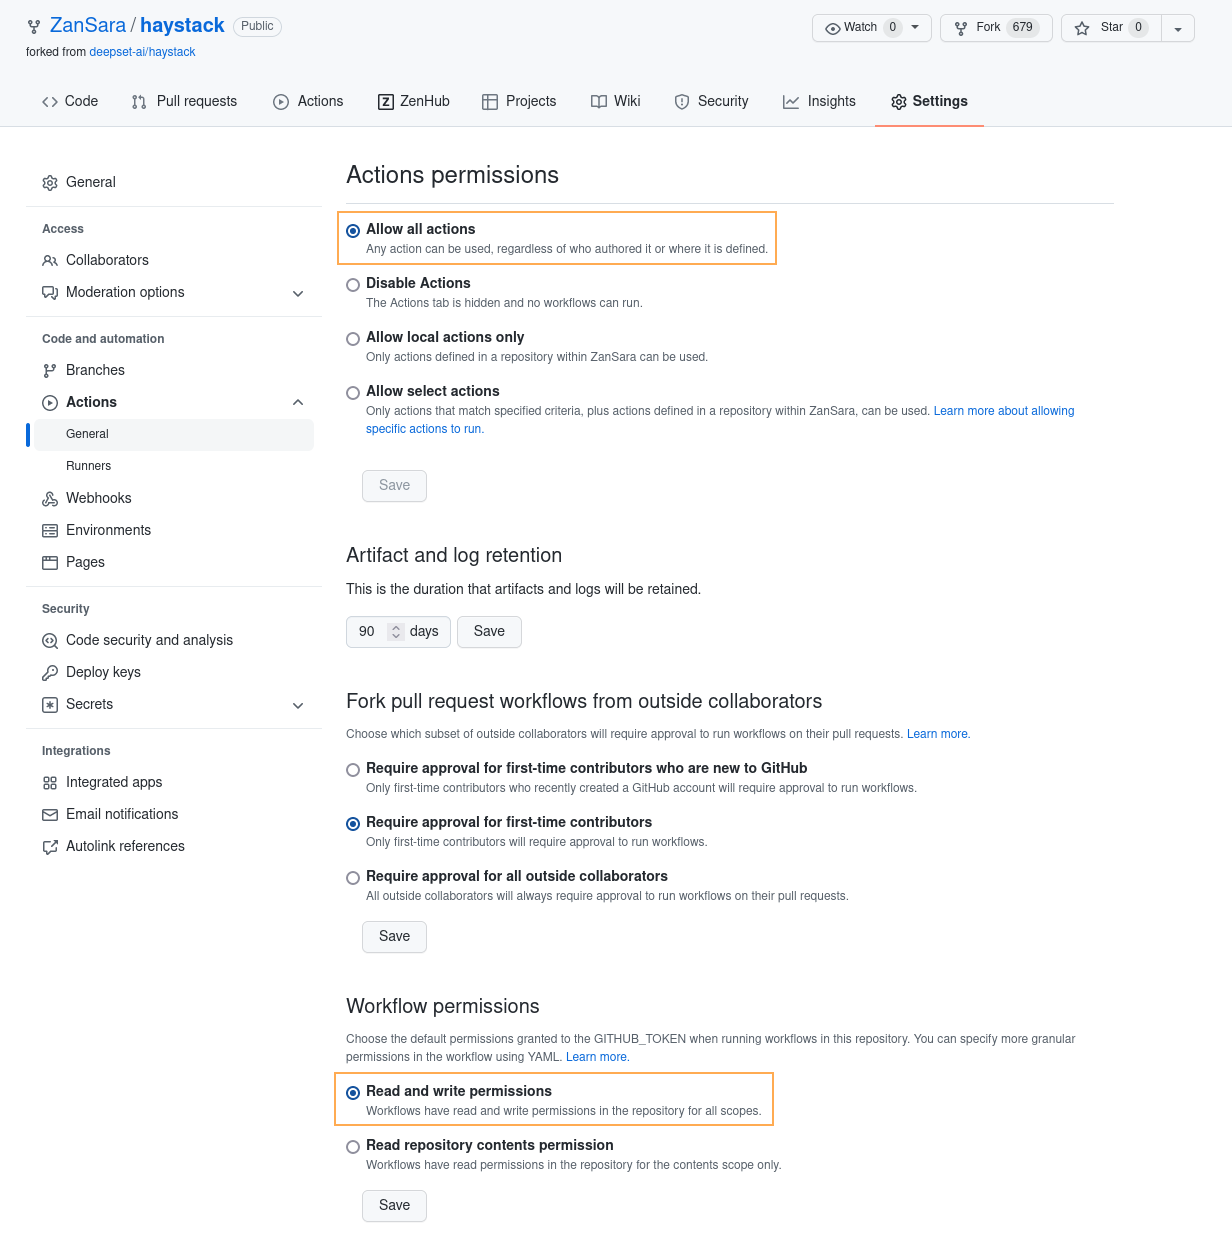 ZanSara / haystack Public
Watch 0
Fork 679
Star 0
forked from deepset-ai/haystack
Code
Pull requests
Actions
ZenHub
Projects
Wiki
Security
Insights
Settings
General
Access
Collaborators
Moderation options
Code and automation
Branches
Actions
General
Runners
Webhooks
Environments
Pages
Security
Code security and analysis
Deploy keys
Secrets
Integrations
Integrated apps
Email notifications
Autolink references
Actions permissions
Allow all actions
Any action can be used, regardless of who authored it or where it is defined.
Disable Actions
The Actions tab is hidden and no workflows can run.
Allow local actions only
Only actions defined in a repository within ZanSara can be used.
Allow select actions
Only actions that match specified criteria, plus actions defined in a repository within ZanSara, can be used. Learn more about allowing
specific actions to run.
Save
Artifact and log retention
This is the duration that artifacts and logs will be retained.
90 days Save
Fork pull request workflows from outside collaborators
Choose which subset of outside collaborators will require approval to run workflows on their pull requests. Learn more.
Require approval for first-time contributors who are new to GitHub
Only first-time contributors who recently created a GitHub account will require approval to run workflows.
Require approval for first-time contributors
Only first-time contributors will require approval to run workflows.
Require approval for all outside collaborators
All outside collaborators will always require approval to run workflows on their pull requests.
Save
Workflow permissions
Choose the default permissions granted to the GITHUB_TOKEN when running workflows in this repository. You can specify more granular
permissions in the workflow using YAML. Learn more.
Read and write permissions
Workflows have read and write permissions in the repository for all scopes.
Read repository contents permission
Workflows have read permissions in the repository for the contents scope only.
Save